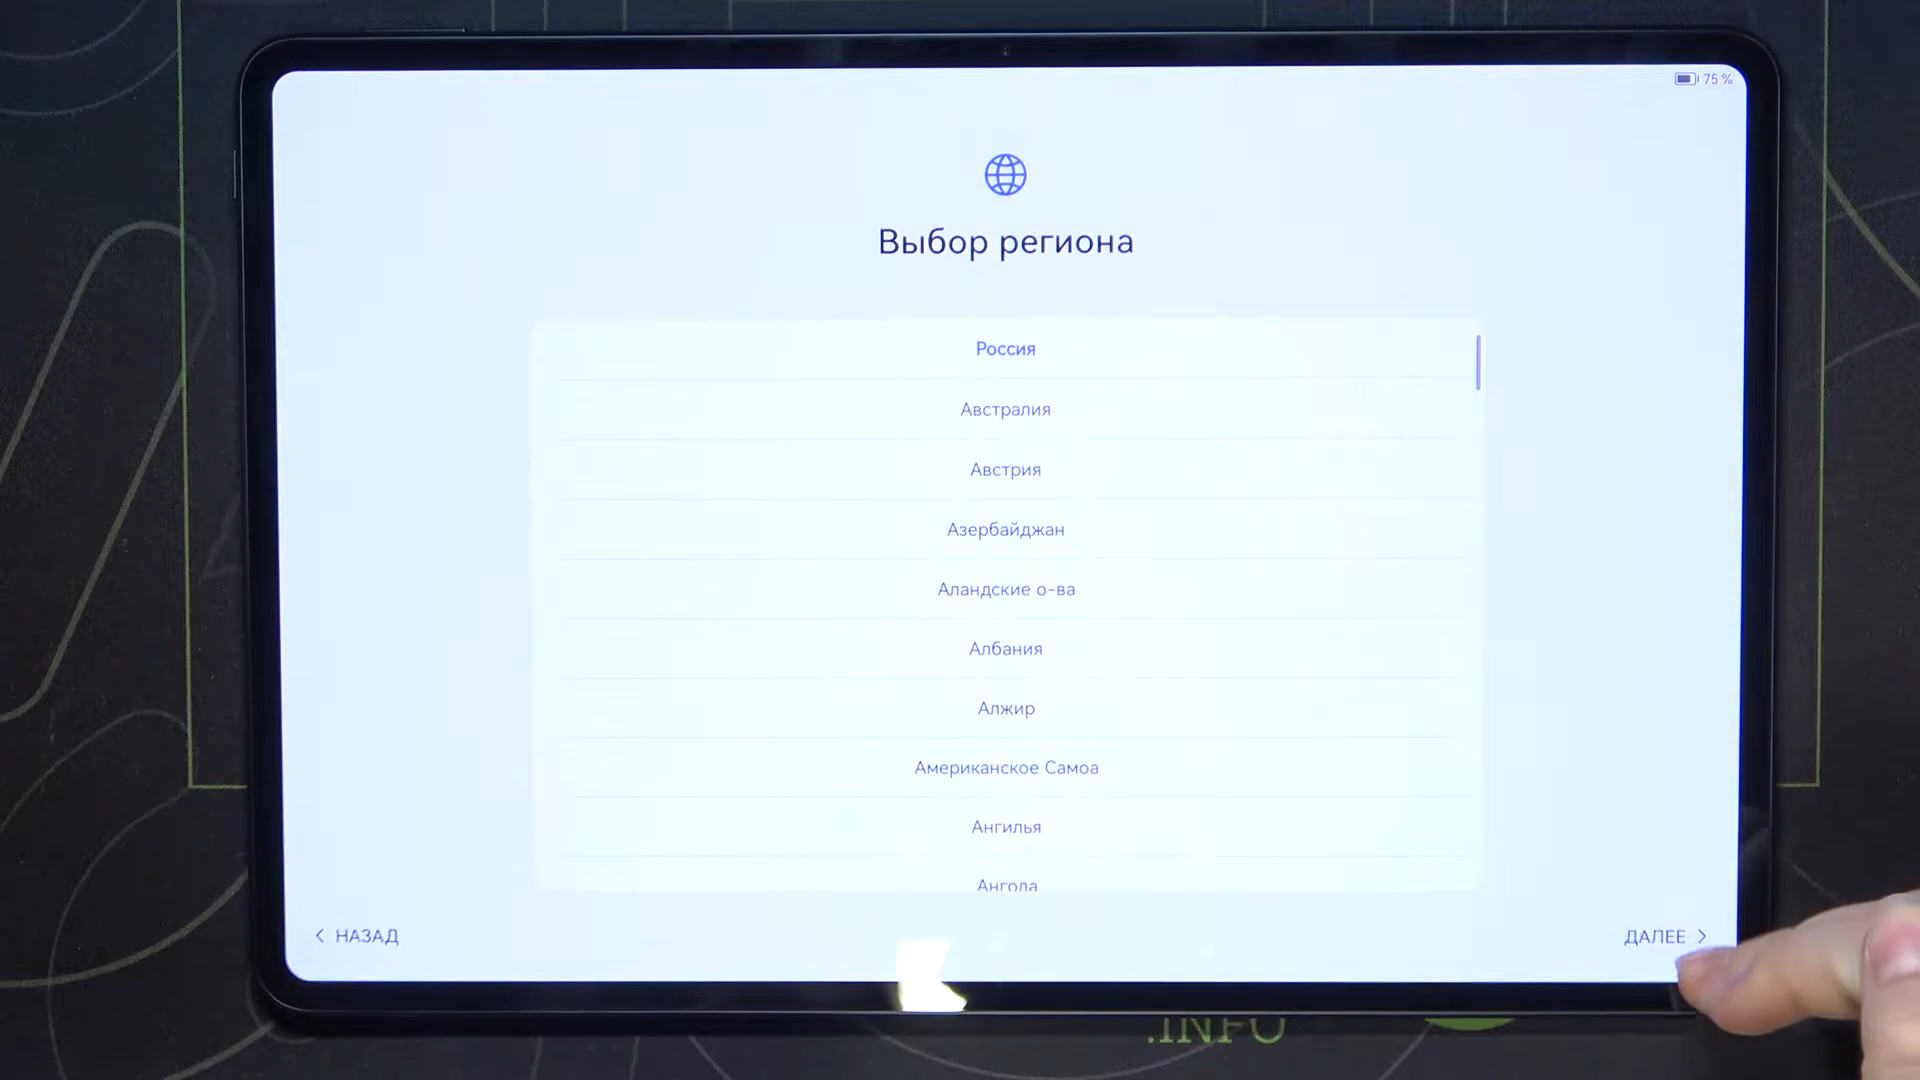 75 %
Выбор региона
Россия
Австралия
Австрия
Азербайджан
Аландские о-ва
Албания
Алжир
Американское Самоа
Ангилья
Ангола
< НАЗАД
ДАЛЕЕ >
.INFO